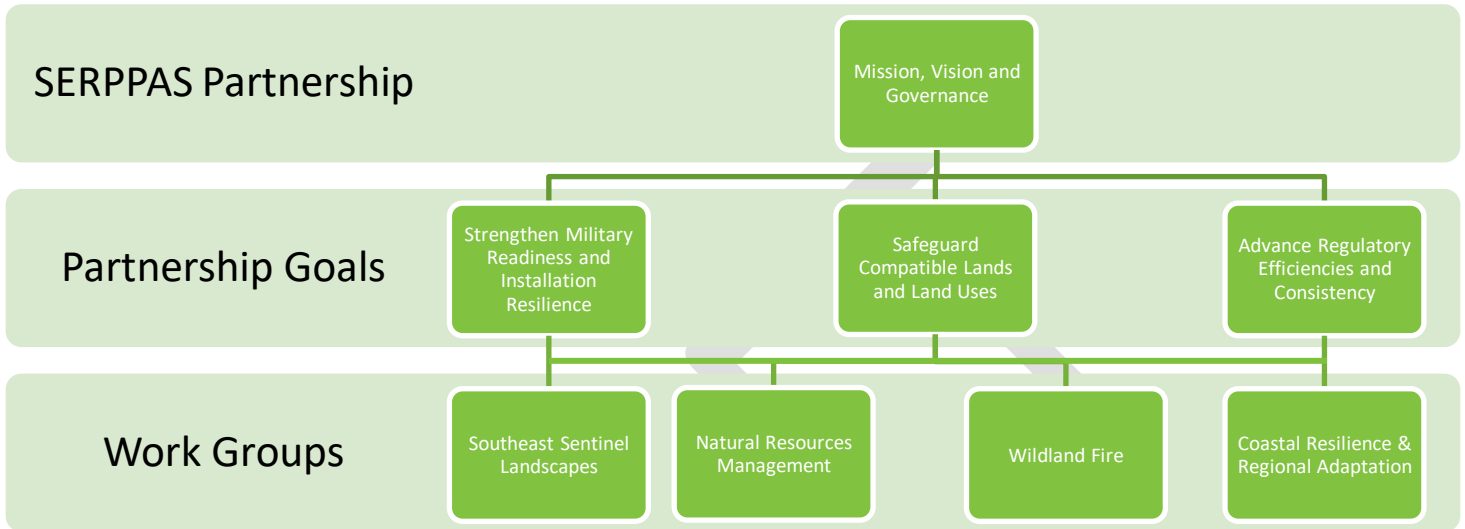 SERPPAS Partnership
Mission, Vision and
Governance
Partnership Goals
Strengthen Military
Readiness and
Installation
Resilience
Safeguard
Compatible Lands
and Land Uses
Advance Regulatory
Efficiencies and
Consistency
Work Groups
Southeast Sentinel
Landscapes
Natural Resources
Management
Wildland Fire
Coastal Resilience &
Regional Adaptation